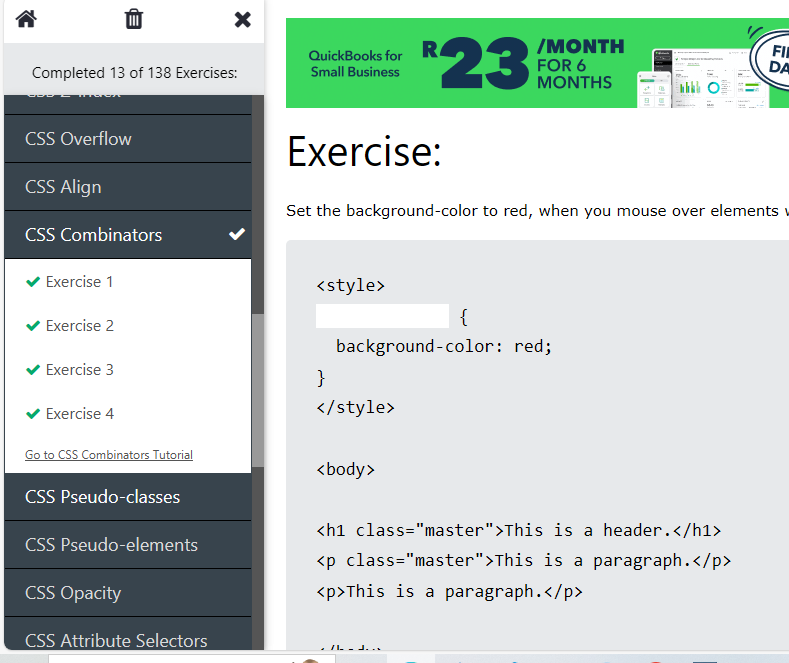 Completed 13 of 138 Exercises:
CSS Z-Index
CSS Overflow
CSS Align
CSS Combinators
Exercise 1
Exercise 2
Exercise 3
Exercise 4
Go to CSS Combinators Tutorial
CSS Pseudo-classes
CSS Pseudo-elements
CSS Opacity
CSS Attribute Selectors
QuickBooks for
Small Business
R23
/MONTH
FOR 6
MONTHS
Exercise:
Set the background-color to red, when you mouse over elements
<style>
{
background-color: red;
}
</style>
<body>
<h1 class="master">This is a header.</h1>
<p class="master">This is a paragraph.</p>
<p>This is a paragraph.</p>
</body>